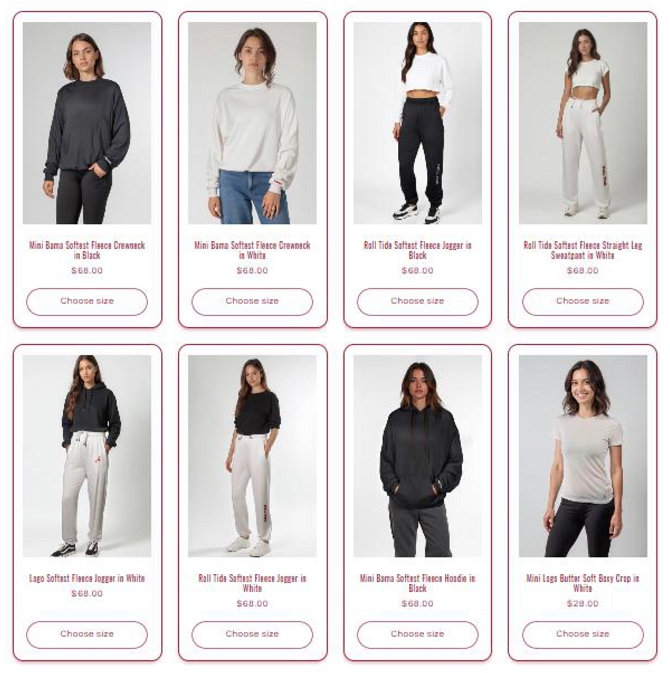 Mini Bama Softest Fleece Crewneck
in Black
$68.00
Choose size
Mini Bama Softest Fleece Crewneck
in White
$68.00
Choose size
Roll Tide Softest Fleece Jogger in
Black
$68.00
Choose size
Roll Tide Softest Fleece Straight Leg
Sweatpant in White
$68.00
Choose size
Logo Softest Fleece Jogger in White
$68.00
Choose size
Roll Tide Softest Fleece Jogger in
White
$68.00
Choose size
Mini Bama Softest Fleece Hoodie in
Black
$68.00
Choose size
Mini Logo Butter Soft Boxy Crop in
White
$28.00
Choose size